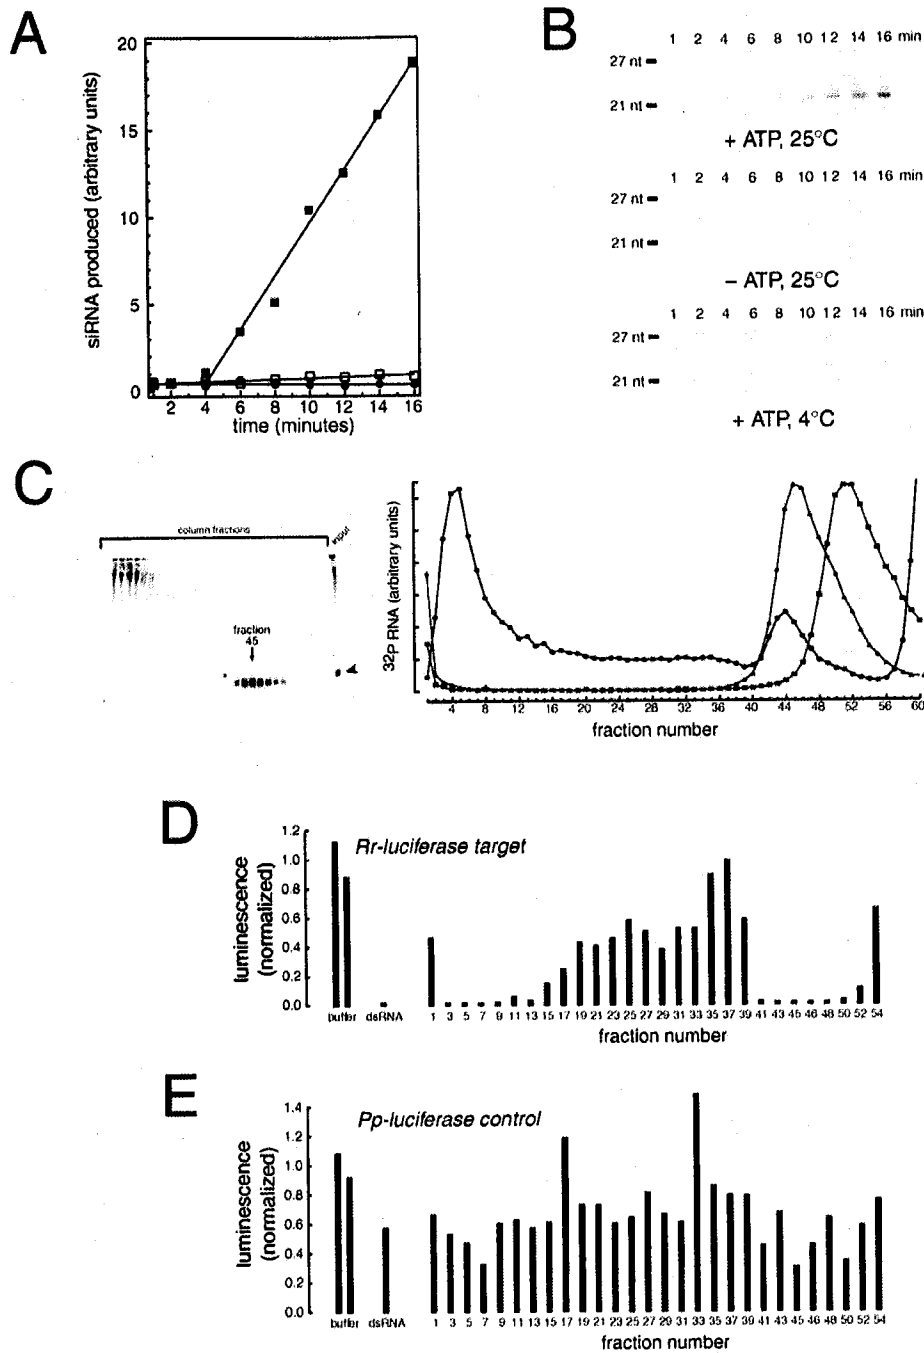 A
siRNA produced (arbitrary units)
20
15
10
5
0
2 4 6 8 10 12 14 16
time (minutes)
B
1 2 4 6 8 10 12 14 16 min
27 nt
21 nt
+ ATP, 25°C
1 2 4 6 8 10 12 14 16 min
27 nt
21 nt
– ATP, 25°C
1 2 4 6 8 10 12 14 16 min
27 nt
21 nt
+ ATP, 4°C
C
column fractions
input
fraction
45
32P RNA (arbitrary units)
4 8 12 16 20 24 28 32 36 40 44 48 52 56 60
fraction number
D
Rr-luciferase target
luminescence
(normalized)
1.2
1.0
0.8
0.6
0.4
0.2
0.0
buffer dsRNA 1 3 5 7 9 11 13 15 17 19 21 23 25 27 29 31 33 35 37 39 41 43 45 46 48 50 52 54
fraction number
E
Pp-luciferase control
luminescence
(normalized)
1.4
1.2
1.0
0.8
0.6
0.4
0.2
0.0
buffer dsRNA 1 3 5 7 9 11 13 15 17 19 21 23 25 27 29 31 33 35 37 39 41 43 45 46 48 50 52 54
fraction number